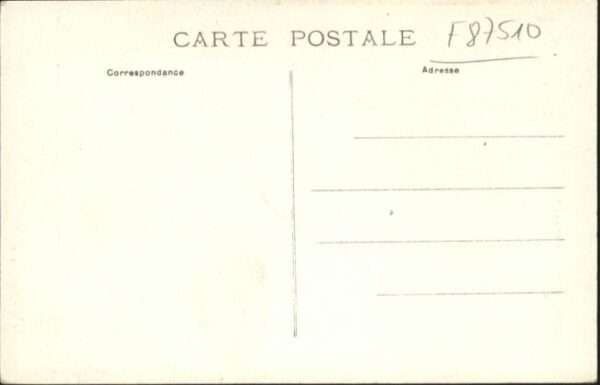 CARTE POSTALE F87510
Correspondance
Adresse